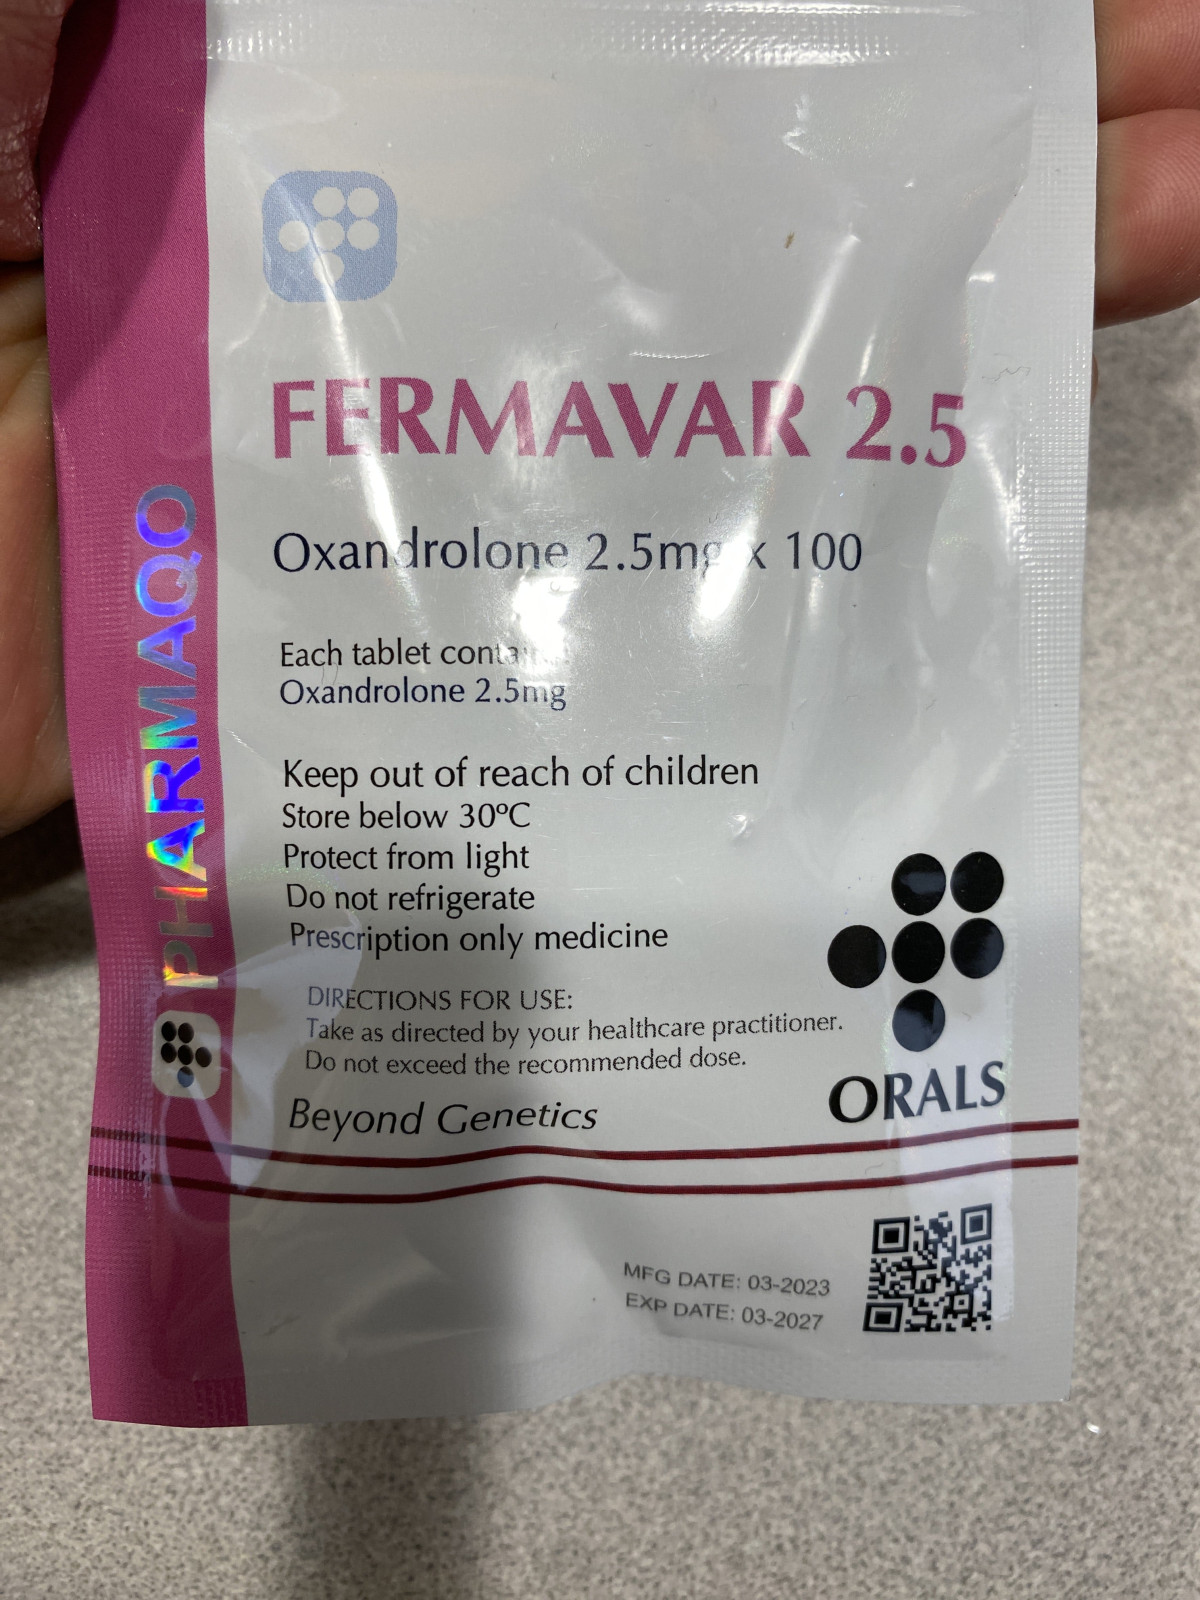 PHARMAQO
FERMAVAR 2.5
Oxandrolone 2.5mg x 100
Each tablet
Oxandrolone 2.5mg
Keep out of reach of children
Store below 30ºC
Protect from light
Do not refrigerate
Prescription only medicine
DIRECTIONS FOR USE:
Take as directed by your healthcare practitioner.
Do not exceed the recommended dose.
Beyond Genetics
ORALS
MFG DATE: 03-2023
EXP DATE: 03-2027